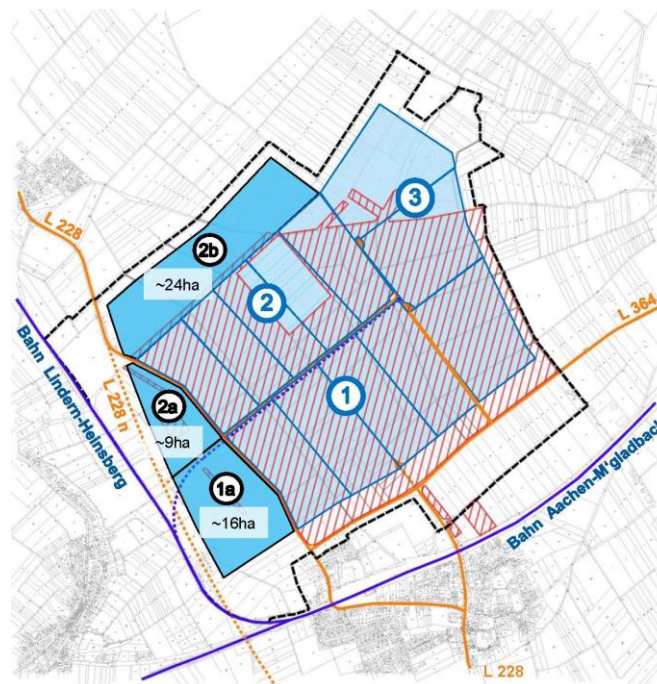 3
2b
~24ha
L 228
2
L 364
Bahn Lindern-Heinsberg
L 228 n
2a
~9ha
1
1a
~16ha
Bahn Aachen-M'gladbach
L 228